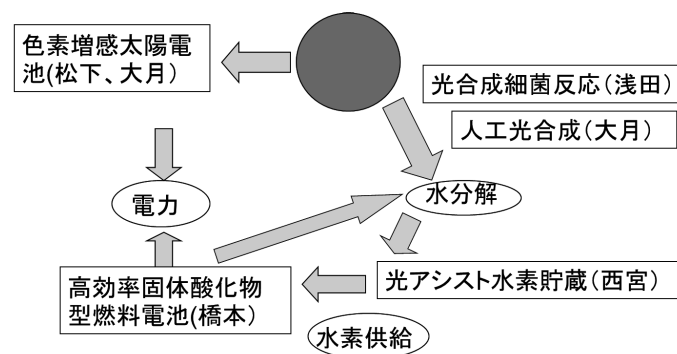 色素増感太陽電
池(松下、大月）
光合成細菌反応（浅田）
人工光合成（大月）
電力
水分解
高効率固体酸化物
型燃料電池(橋本）
光アシスト水素貯蔵（西宮）
水素供給